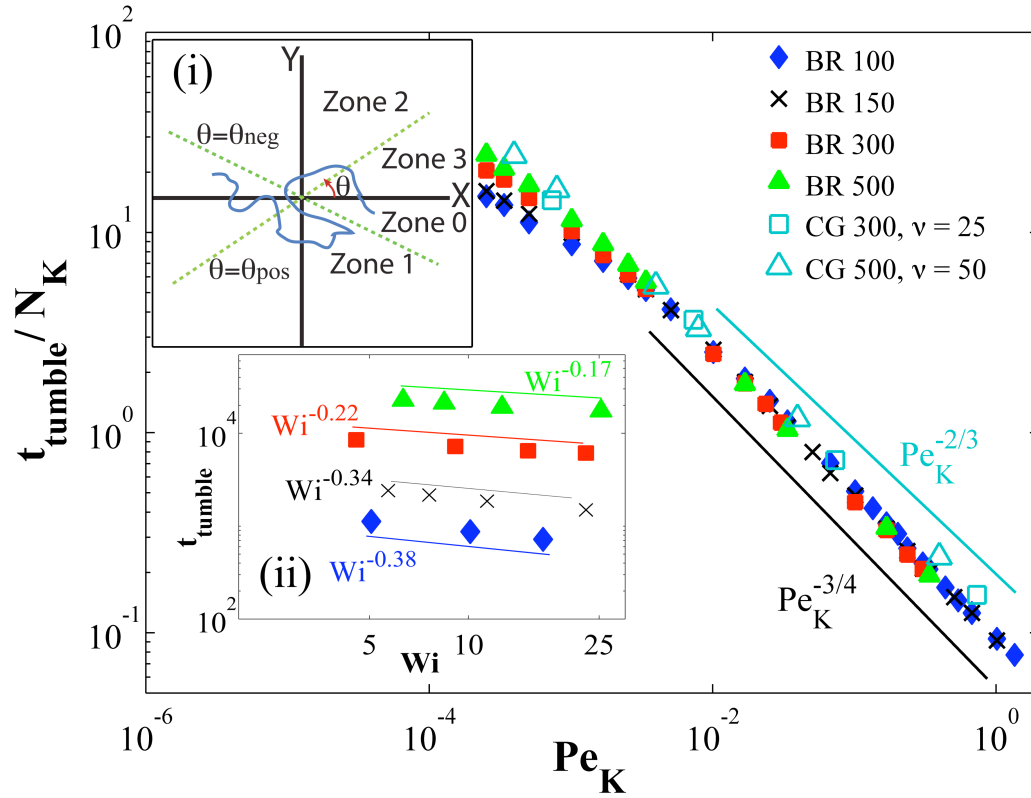 10^2
10^1
10^0
10^-1
t_tumble / N_K
10^-6
10^-4
10^-2
10^0
Pe_K
BR 100
BR 150
BR 300
BR 500
CG 300, ν = 25
CG 500, ν = 50
Pe_K^-2/3
Pe_K^-3/4
(i)
Y
Zone 2
θ=θneg
Zone 3
θ
X
Zone 0
θ=θpos
Zone 1
Wi^-0.17
Wi^-0.22
Wi^-0.34
Wi^-0.38
(ii)
10^4
10^2
t_tumble
5
10
25
Wi